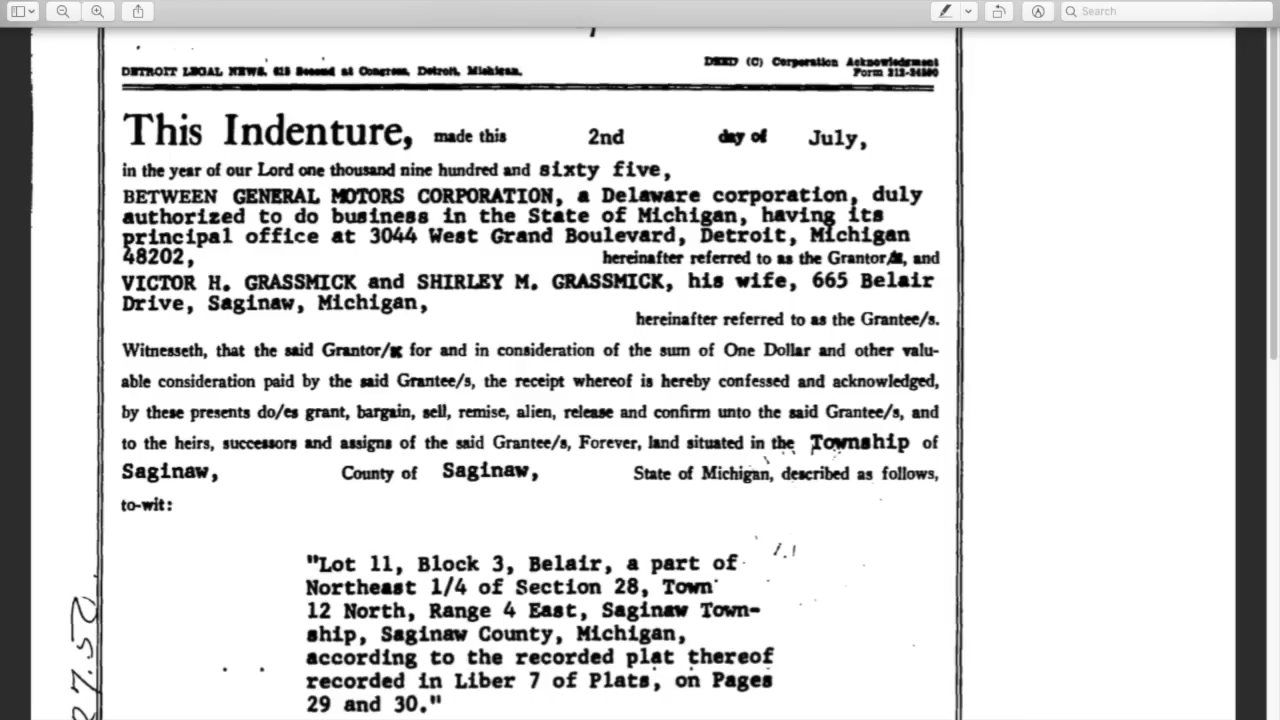 Search
DETROIT LEGAL NEWS, 615 Second at Congress, Detroit, Michigan.
DEED (C) Corporation Acknowledgment
Form 212-
This Indenture, made this 2nd day of July,
in the year of our Lord one thousand nine hundred and sixty five,
BETWEEN GENERAL MOTORS CORPORATION, a Delaware corporation, duly
authorized to do business in the State of Michigan, having its
principal office at 3044 West Grand Boulevard, Detroit, Michigan
48202, hereinafter referred to as the Grantor/s, and
VICTOR H. GRASSMICK and SHIRLEY M. GRASSMICK, his wife, 665 Belair
Drive, Saginaw, Michigan,
hereinafter referred to as the Grantee/s.
Witnesseth, that the said Grantor/s for and in consideration of the sum of One Dollar and other valu-
able consideration paid by the said Grantee/s, the receipt whereof is hereby confessed and acknowledged,
by these presents do/es grant, bargain, sell, remise, alien, release and confirm unto the said Grantee/s, and
to the heirs, successors and assigns of the said Grantee/s, Forever, land situated in the Township of
Saginaw, County of Saginaw, State of Michigan, described as follows,
to-wit:
"Lot 11, Block 3, Belair, a part of
Northeast 1/4 of Section 28, Town
12 North, Range 4 East, Saginaw Town-
ship, Saginaw County, Michigan,
according to the recorded plat thereof
recorded in Liber 7 of Plats, on Pages
29 and 30."
27.50